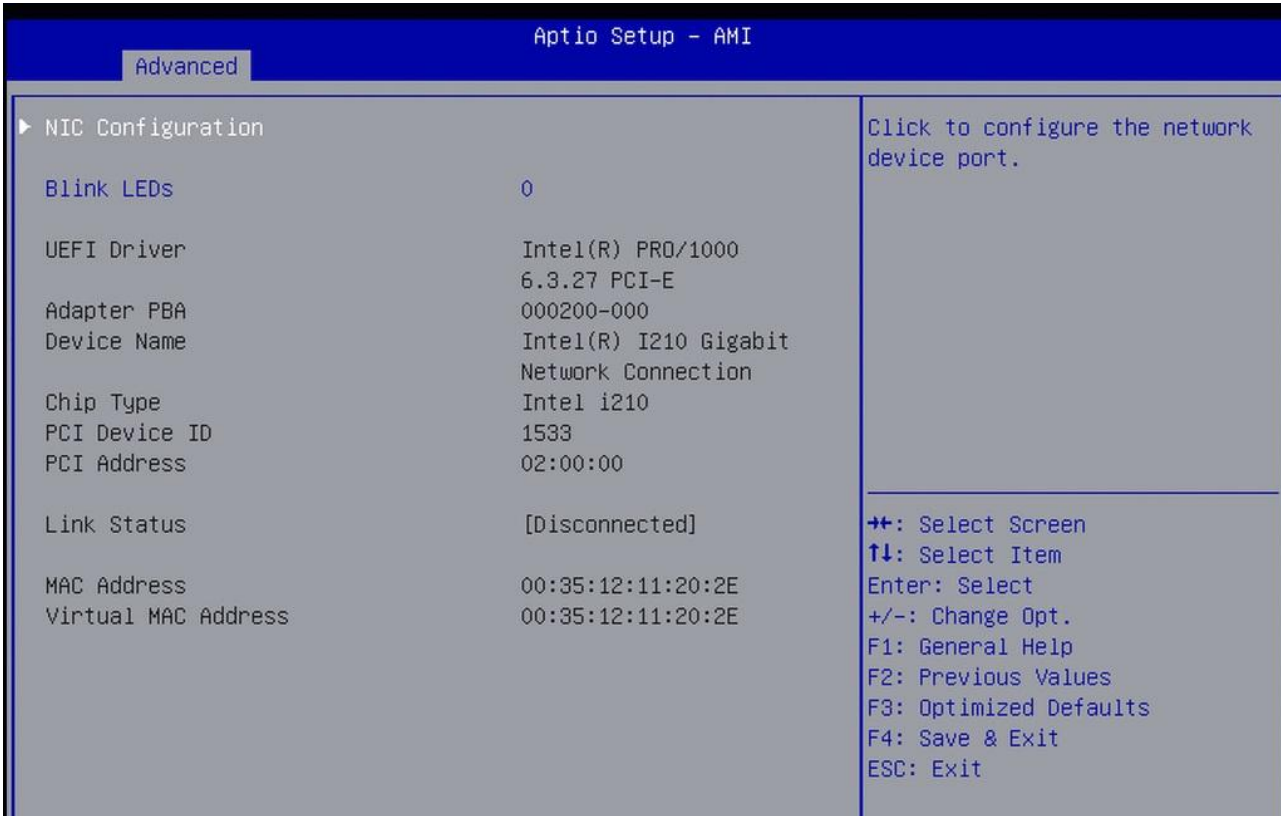 Aptio Setup – AMI
Advanced
NIC Configuration
Blink LEDs 0
UEFI Driver Intel(R) PRO/1000
6.3.27 PCI-E
Adapter PBA 000200-000
Device Name Intel(R) I210 Gigabit
Network Connection
Chip Type Intel i210
PCI Device ID 1533
PCI Address 02:00:00
Link Status [Disconnected]
MAC Address 00:35:12:11:20:2E
Virtual MAC Address 00:35:12:11:20:2E
Click to configure the network
device port.
→←: Select Screen
↑↓: Select Item
Enter: Select
+/-: Change Opt.
F1: General Help
F2: Previous Values
F3: Optimized Defaults
F4: Save & Exit
ESC: Exit